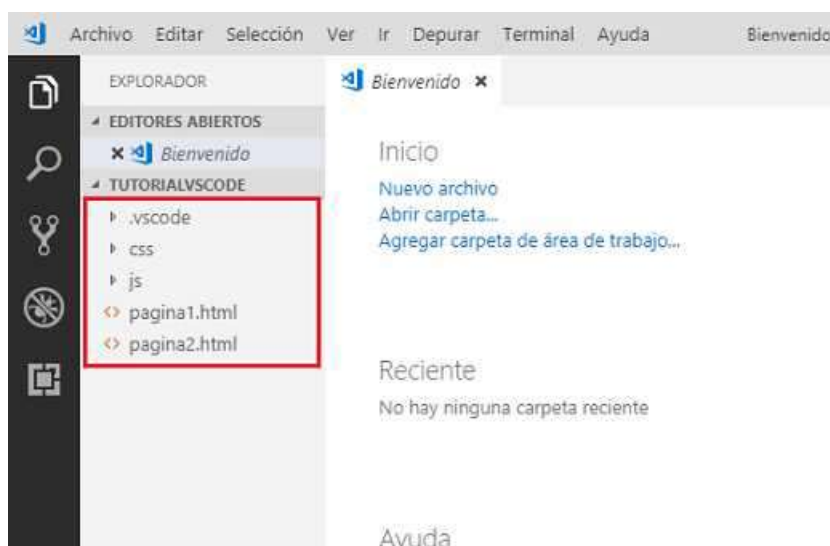 Archivo Editar Selección Ver Ir Depurar Terminal Ayuda Bienvenido
EXPLORADOR
EDITORES ABIERTOS
Bienvenido
TUTORIALVSCODE
.vscode
css
js
pagina1.html
pagina2.html
Bienvenido
Inicio
Nuevo archivo
Abrir carpeta...
Agregar carpeta de área de trabajo...
Reciente
No hay ninguna carpeta reciente
Ayuda